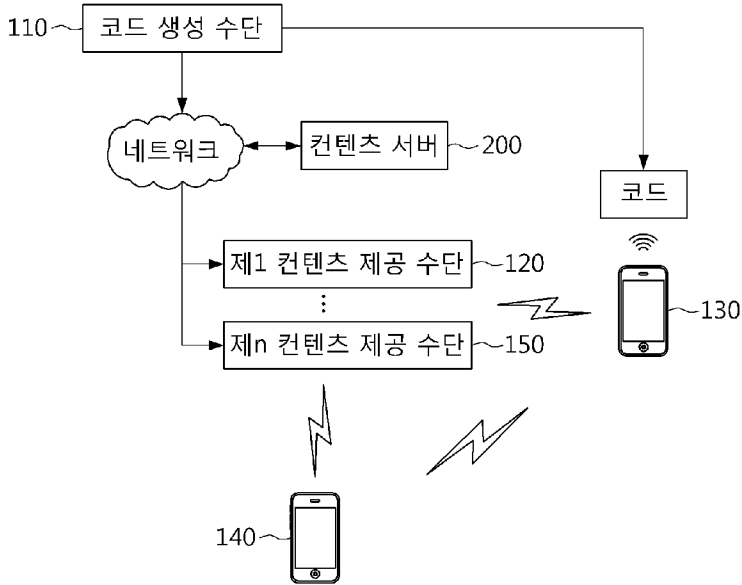 110
코드 생성 수단
네트워크
컨텐츠 서버
200
코드
제1 컨텐츠 제공 수단
120
130
제n 컨텐츠 제공 수단
150
140